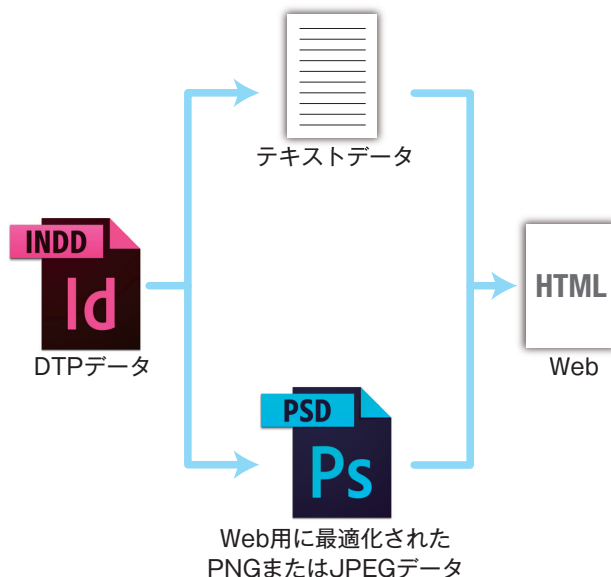 テキストデータ
INDD
Id
DTPデータ
HTML
Web
PSD
Ps
Web用に最適化された
PNGまたはJPEGデータ